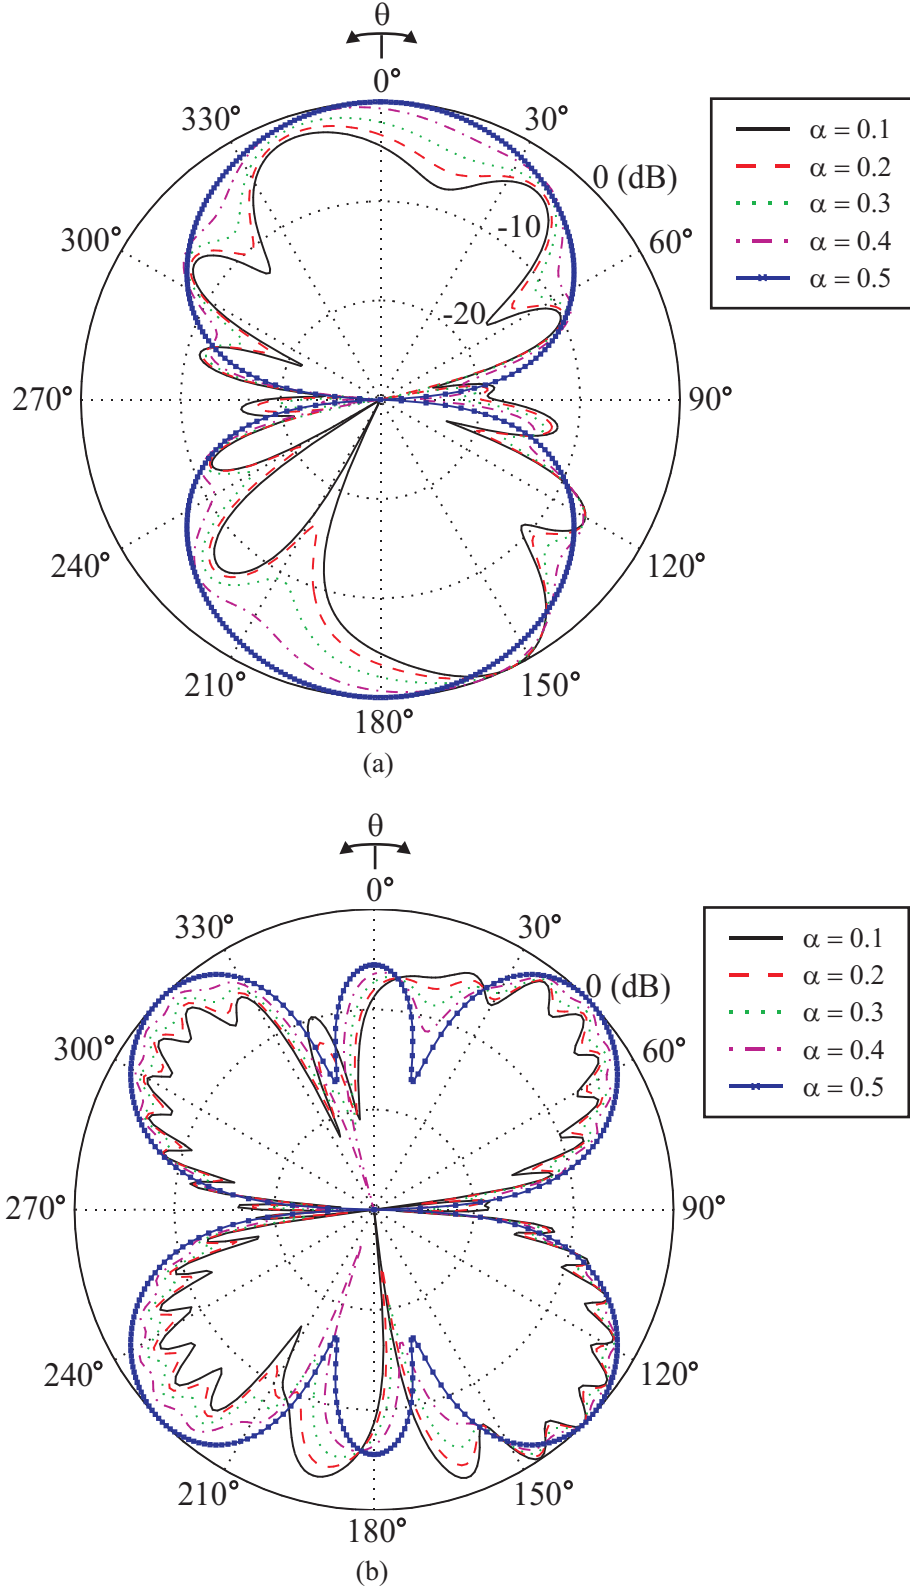 θ
0°
330°
30°
α = 0.1
α = 0.2
α = 0.3
α = 0.4
α = 0.5
0 (dB)
-10
300°
60°
-20
270°
90°
240°
120°
210°
150°
180°
(a)
θ
0°
330°
30°
α = 0.1
α = 0.2
α = 0.3
α = 0.4
α = 0.5
0 (dB)
300°
60°
270°
90°
240°
120°
210°
150°
180°
(b)